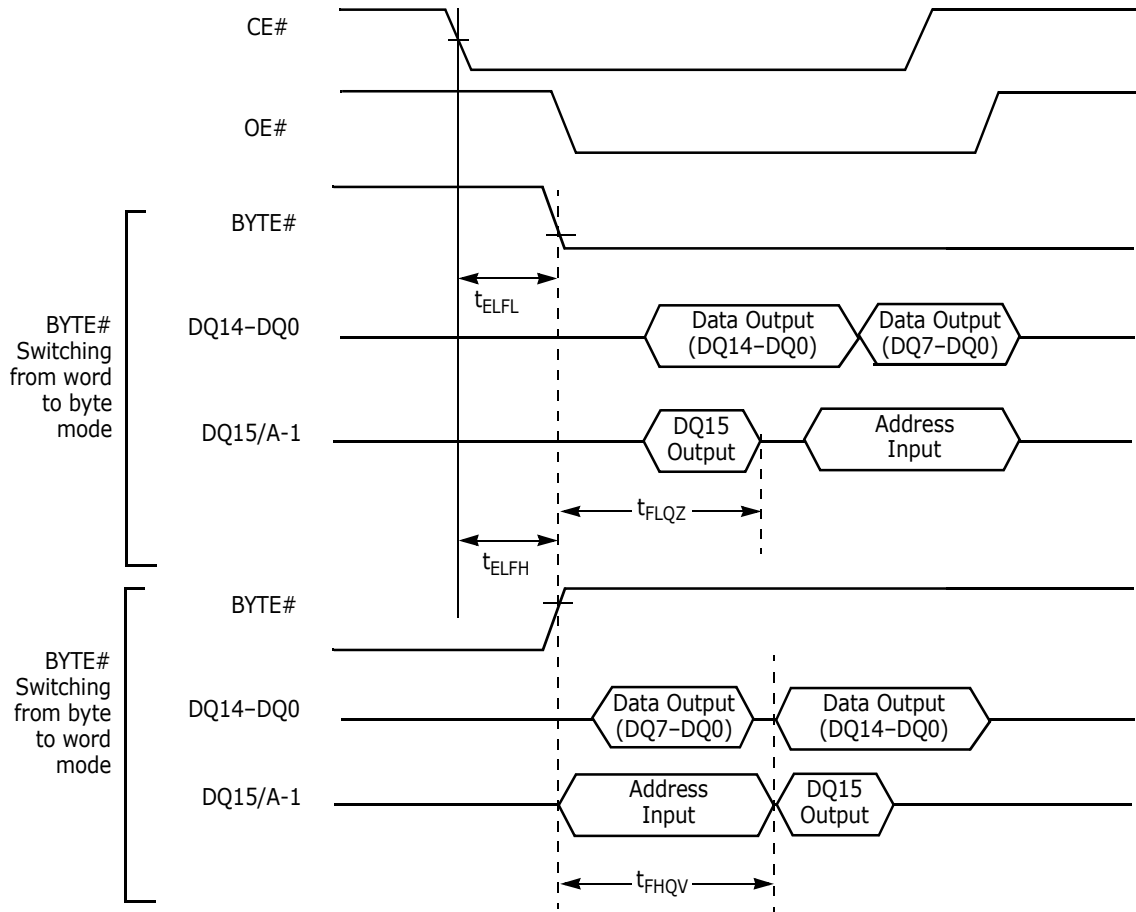 CE#
OE#
BYTE#
tELFL
BYTE#
Switching
from word
to byte
mode
DQ14–DQ0
Data Output
(DQ14–DQ0)
Data Output
(DQ7–DQ0)
DQ15/A-1
DQ15
Output
Address
Input
tFLQZ
tELFH
BYTE#
BYTE#
Switching
from byte
to word
mode
DQ14–DQ0
Data Output
(DQ7–DQ0)
Data Output
(DQ14–DQ0)
DQ15/A-1
Address
Input
DQ15
Output
tFHQV